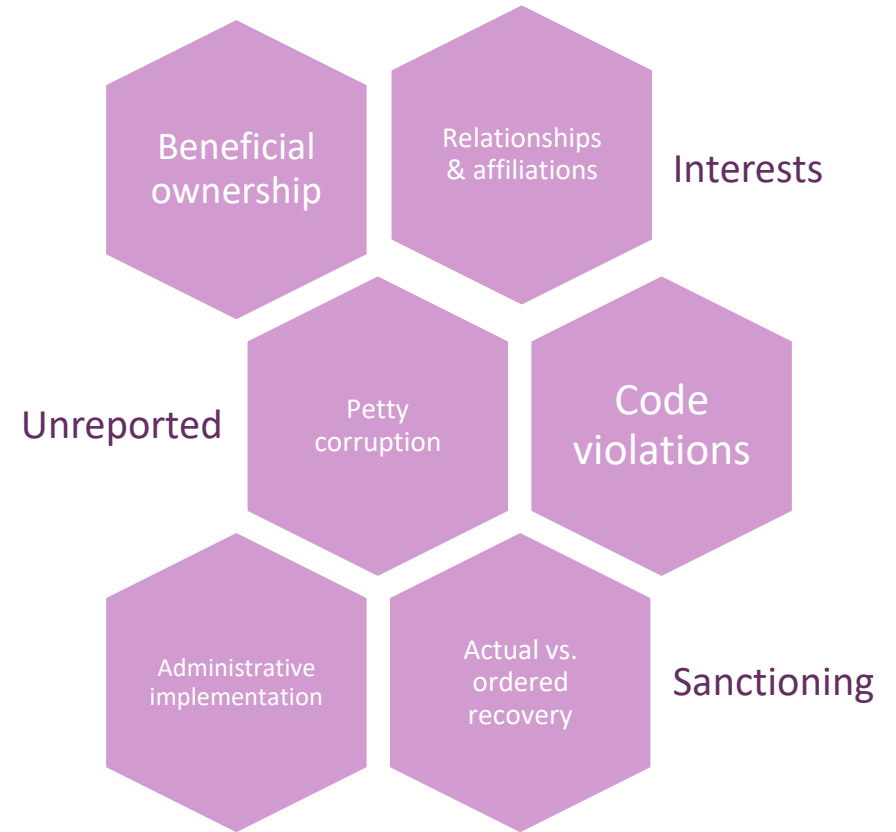 Beneficial
ownership
Relationships
& affiliations
Interests
Unreported
Petty
corruption
Code
violations
Administrative
implementation
Actual vs.
ordered
recovery
Sanctioning